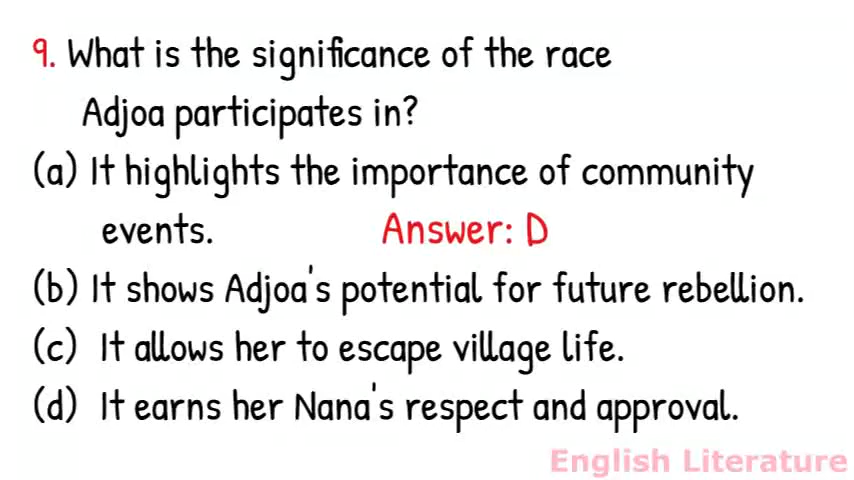 9. What is the significance of the race
Adjoa participates in?
(a) It highlights the importance of community
events. Answer: D
(b) It shows Adjoa's potential for future rebellion.
(c) It allows her to escape village life.
(d) It earns her Nana's respect and approval.
English Literature